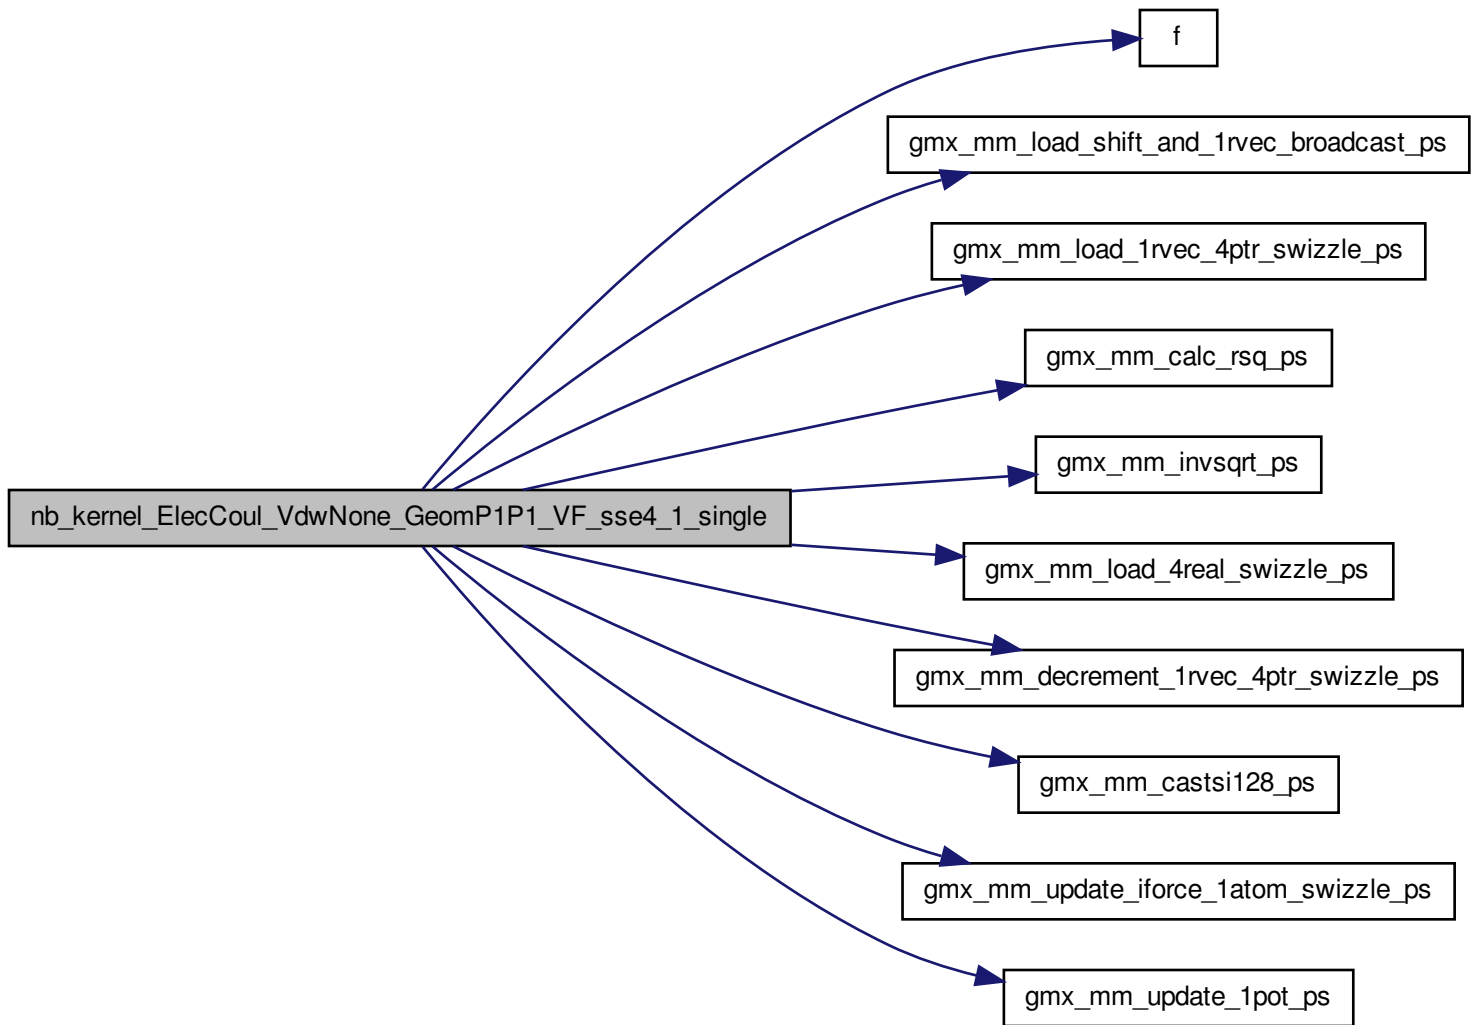 f
gmx_mm_load_shift_and_1rvec_broadcast_ps
gmx_mm_load_1rvec_4ptr_swizzle_ps
gmx_mm_calc_rsq_ps
gmx_mm_invsqrt_ps
nb_kernel_ElecCoul_VdwNone_GeomP1P1_VF_sse4_1_single
gmx_mm_load_4real_swizzle_ps
gmx_mm_decrement_1rvec_4ptr_swizzle_ps
gmx_mm_castsi128_ps
gmx_mm_update_iforce_1atom_swizzle_ps
gmx_mm_update_1pot_ps